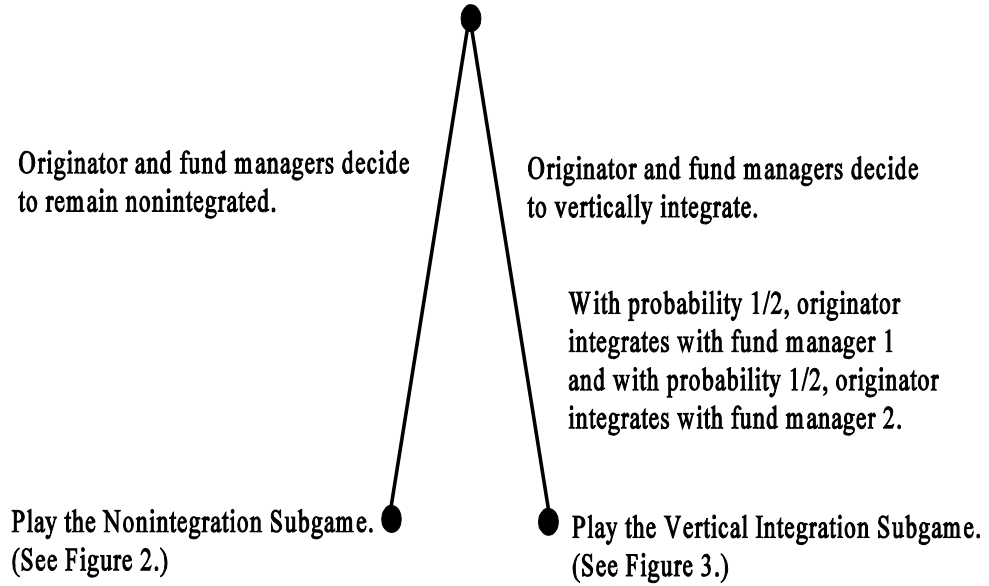 Originator and fund managers decide
to remain nonintegrated.
Originator and fund managers decide
to vertically integrate.
With probability 1/2, originator
integrates with fund manager 1
and with probability 1/2, originator
integrates with fund manager 2.
Play the Nonintegration Subgame.
(See Figure 2.)
Play the Vertical Integration Subgame.
(See Figure 3.)